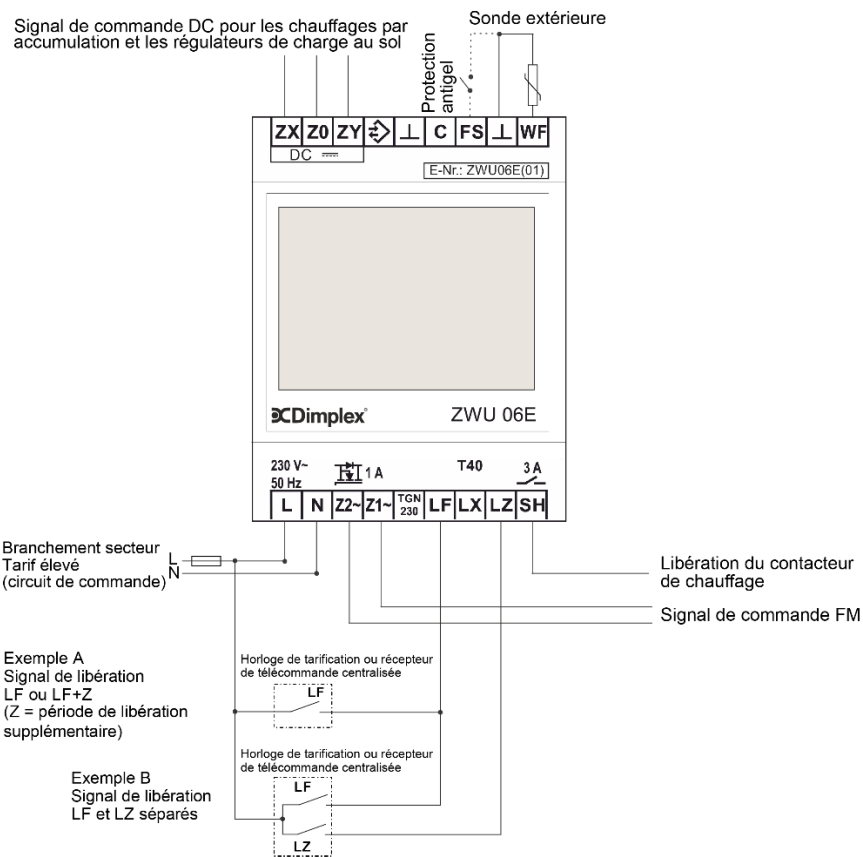 Signal de commande DC pour les chauffages par
accumulation et les régulateurs de charge au sol
Protection
antigel
Sonde extérieure
ZX Z0 ZY ⊥ C FS ⊥ WF
DC
E-Nr.: ZWU06E(01)
Dimplex
ZWU 06E
230 V~
50 Hz
1 A
T40
3 A
L N Z2~ Z1~ TGN 230 LF LX LZ SH
Branchement secteur
Tarif élevé
(circuit de commande)
L
N
Libération du contacteur
de chauffage
Signal de commande FM
Exemple A
Signal de libération
LF ou LF+Z
(Z = période de libération
supplémentaire)
Horloge de tarification ou récepteur
de télécommande centralisée
LF
Horloge de tarification ou récepteur
de télécommande centralisée
LF
LZ
Exemple B
Signal de libération
LF et LZ séparés